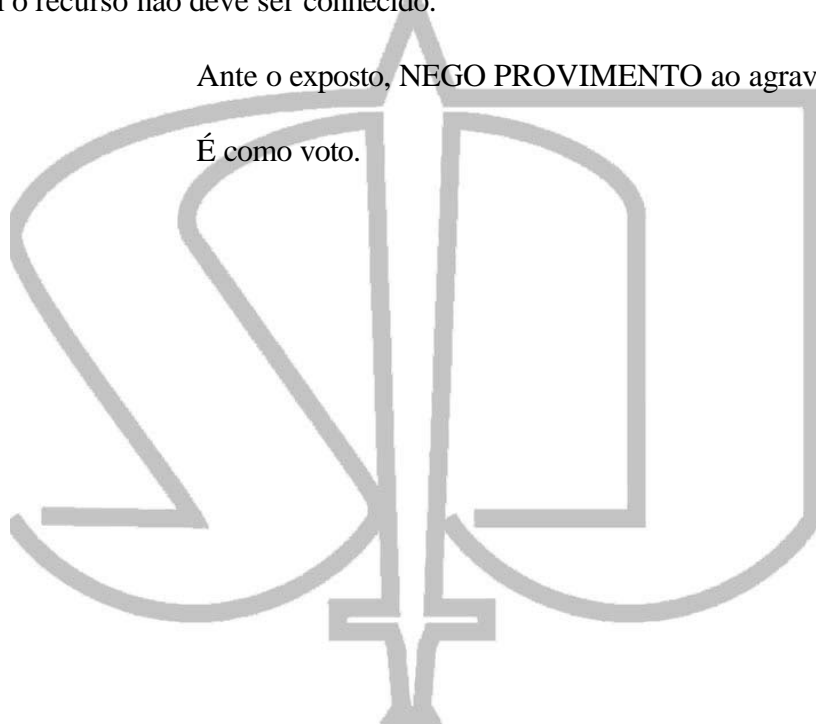 o recurso não deve ser conhecido.
Ante o exposto, NEGO PROVIMENTO ao agrav
É como voto.